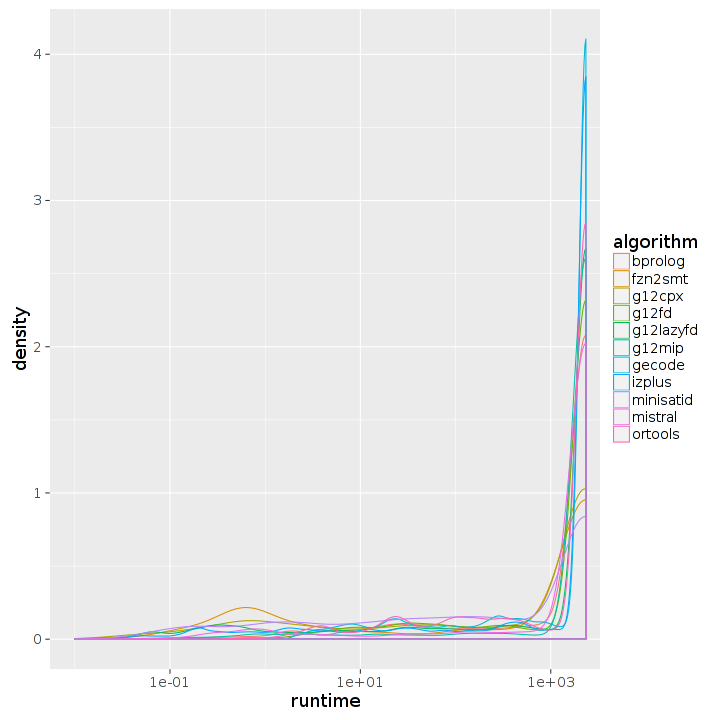 4
3
2
1
0
density
1e-01
1e+01
1e+03
runtime
algorithm
bprolog
fzn2smt
g12cpx
g12fd
g12lazyfd
g12mip
gecode
izplus
minisatid
mistral
ortools